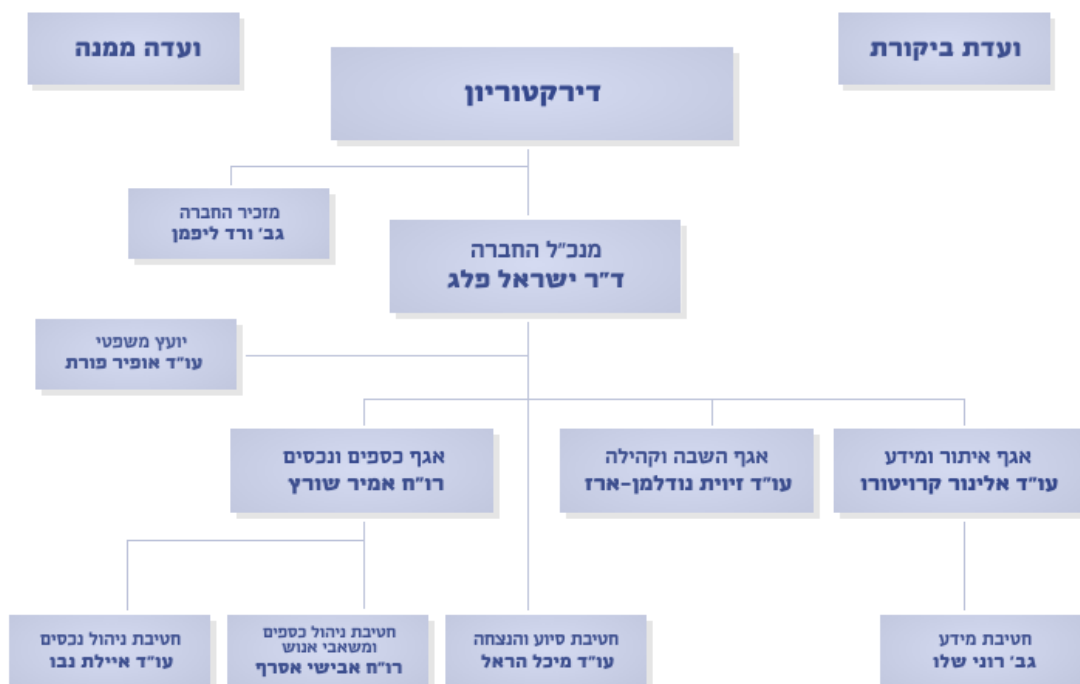 ועדת ביקורת
ועדה ממנה
דירקטוריון
מזכיר החברה
גב' ורד ליפמן
מנכ"ל החברה
ד"ר ישראל פלג
יועץ משפטי
עו"ד אופיר פורת
אגף איתור ומידע
עו"ד אלינור קרויטורו
אגף השבה וקהילה
עו"ד זיוית נודלמן-ארז
אגף כספים ונכסים
רו"ח אמיר שורץ
חטיבת מידע
גב' רוני שלו
חטיבת סיוע והנצחה
עו"ד מיכל הראל
חטיבת ניהול כספים
ומשאבי אנוש
רו"ח אבישי אסרף
חטיבת ניהול נכסים
עו"ד איילת נבו